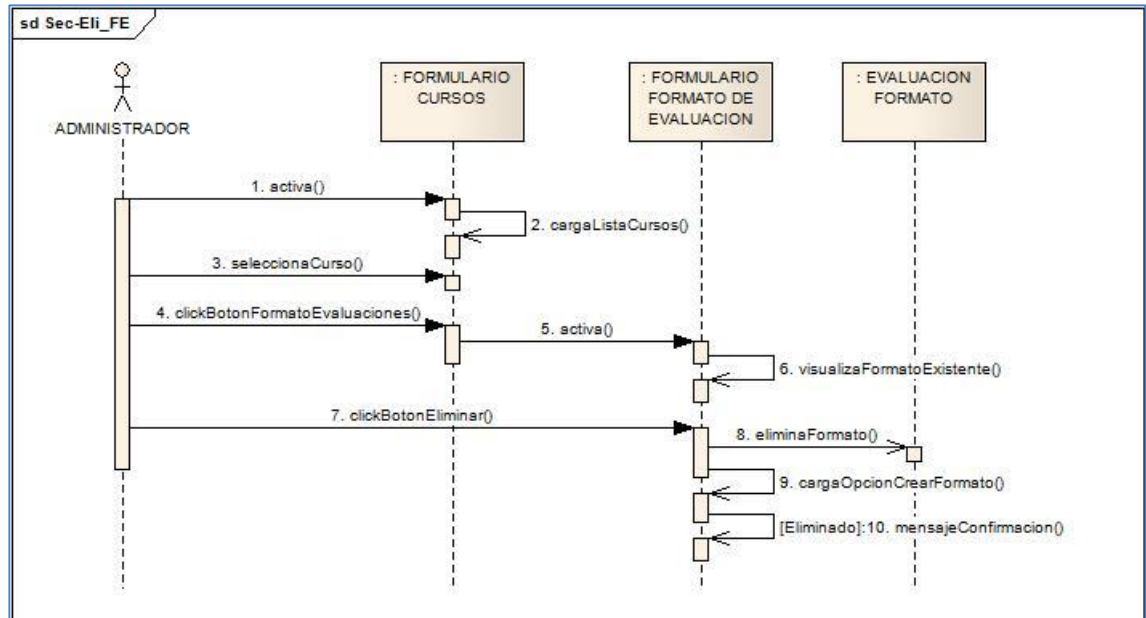 sd Sec-Eli_FE
ADMINISTRADOR
: FORMULARIO
CURSOS
: FORMULARIO
FORMATO DE
EVALUACION
: EVALUACION
FORMATO
1. activa()
2. cargaListaCursos()
3. seleccionaCurso()
4. clickBotonFormatoEvaluaciones()
5. activa()
6. visualizaFormatoExistente()
7. clickBotonEliminar()
8. eliminaFormato()
9. cargaOpcionCrearFormato()
[Eliminado]:10. mensajeConfirmacion()